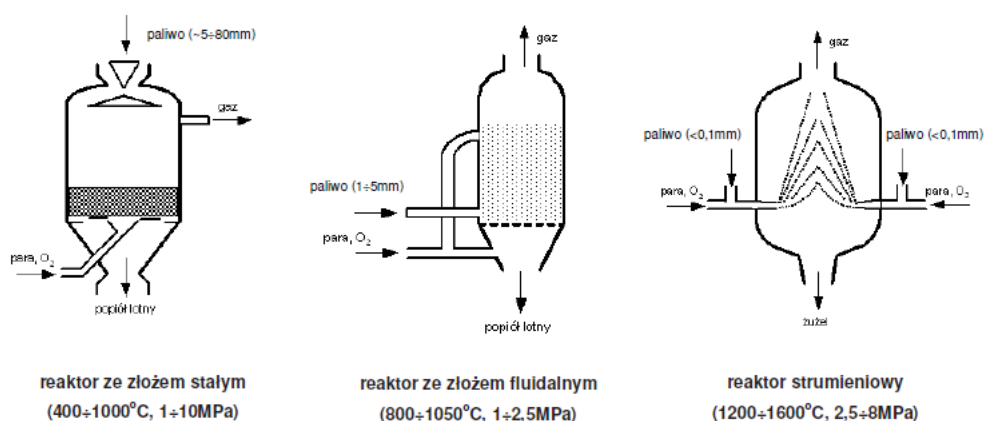 paliwo (~5÷80mm)
gaz
para, O₂
popiół lotny
reaktor ze złożem stałym
(400÷1000°C, 1÷10MPa)
gaz
paliwo (1÷5mm)
para, O₂
popiół lotny
reaktor ze złożem fluidalnym
(800÷1050°C, 1÷2,5MPa)
gaz
paliwo (<0,1mm)
paliwo (<0,1mm)
para, O₂
para, O₂
żużel
reaktor strumieniowy
(1200÷1600°C, 2,5÷8MPa)